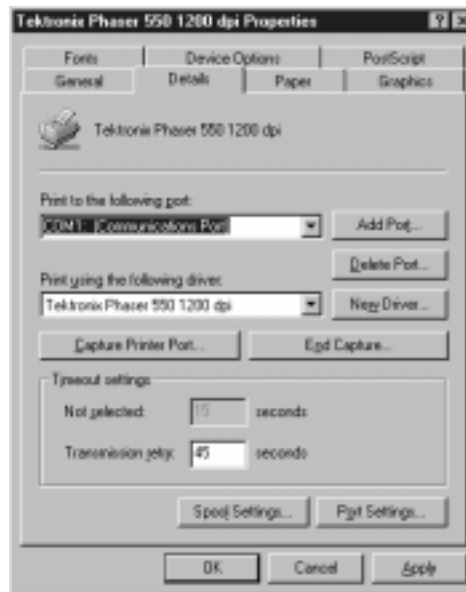 Tektronix Phaser 550 1200 dpi Properties
Fonts Device Options PostScript
General Details Paper Graphics
Tektronix Phaser 550 1200 dpi
Print to the following port:
COM1: (Communications Port)
Add Port...
Delete Port...
Print using the following driver:
Tektronix Phaser 550 1200 dpi
New Driver...
Capture Printer Port... End Capture...
Timeout settings
Not selected: 15 seconds
Transmission retry: 45 seconds
Spool Settings... Port Settings...
OK Cancel Apply